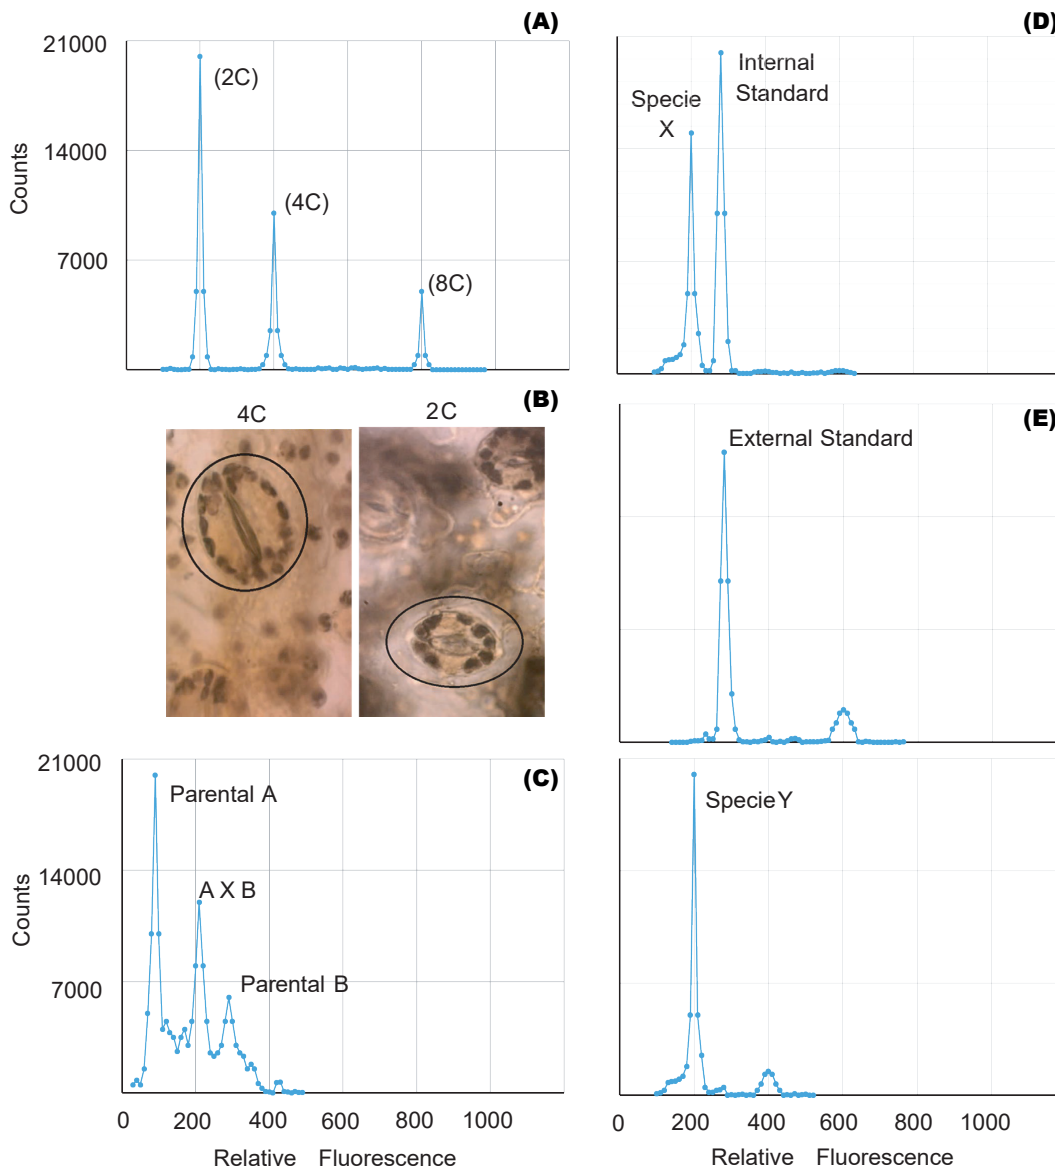 (A)
21000
14000
7000
Counts
(2C)
(4C)
(8C)
(B)
4C
2C
(C)
21000
14000
7000
Counts
Parental A
A X B
Parental B
0 200 400 600 800 1000
Relative Fluorescence
(D)
Specie
X
Internal
Standard
(E)
External Standard
Specie Y
0 200 400 600 800 1000
Relative Fluorescence